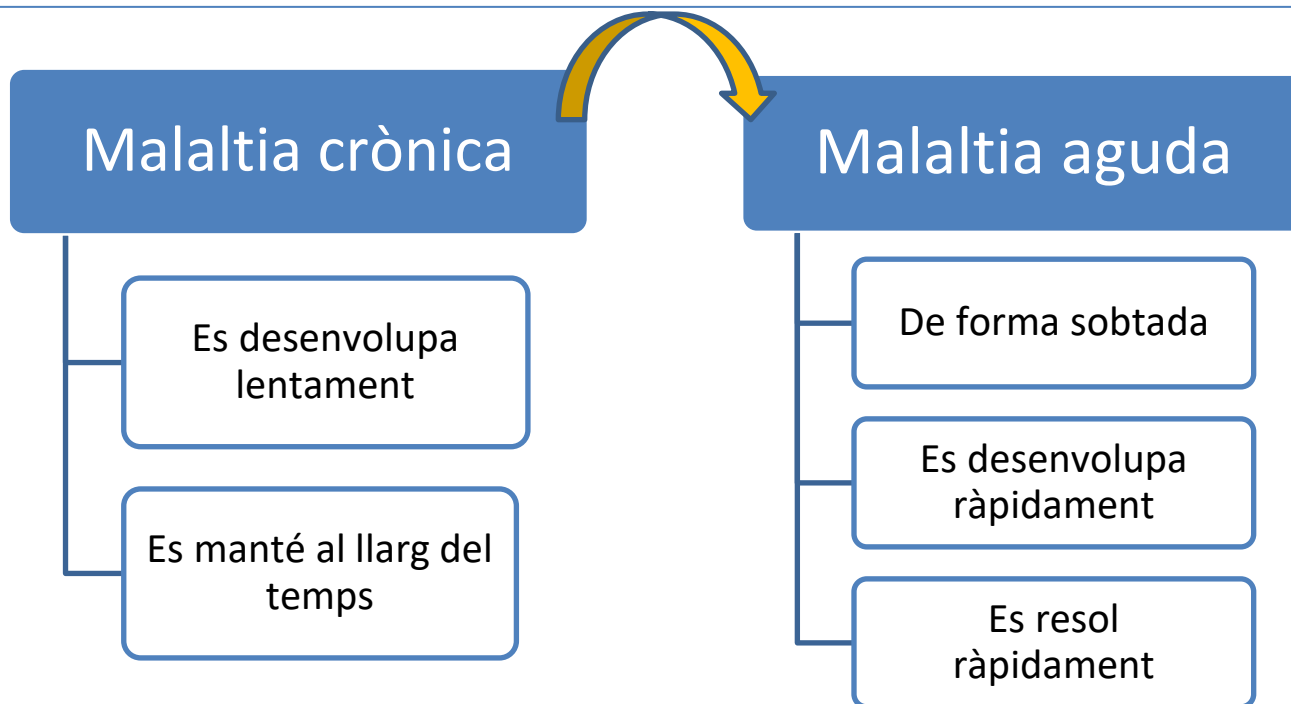 Malaltia crònica
Es desenvolupa
lentament
Es manté al llarg del
temps
Malaltia aguda
De forma sobtada
Es desenvolupa
ràpidament
Es resol
ràpidament